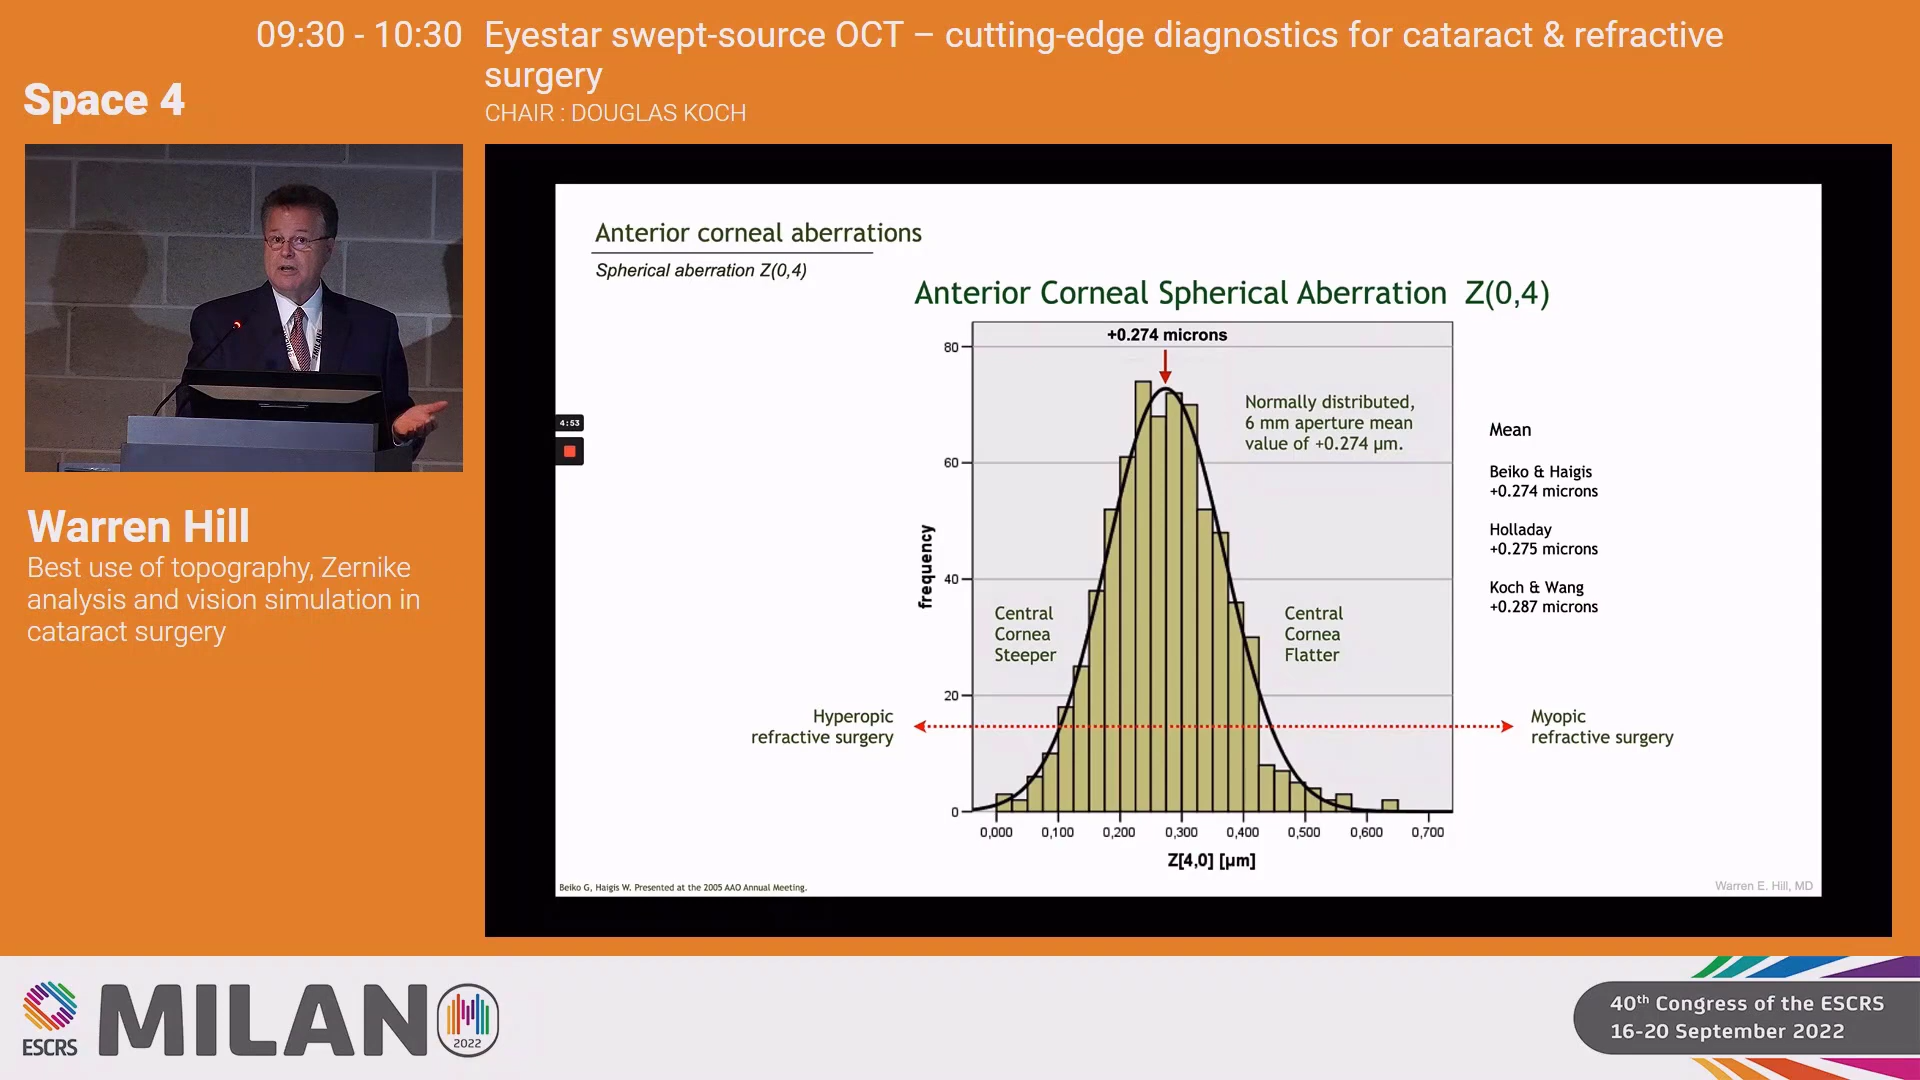 09:30 - 10:30
Eyestar swept-source OCT – cutting-edge diagnostics for cataract & refractive
surgery
Space 4
CHAIR : DOUGLAS KOCH
Warren Hill
Best use of topography, Zernike
analysis and vision simulation in
cataract surgery
Anterior corneal aberrations
Spherical aberration Z(0,4)
Anterior Corneal Spherical Aberration Z(0,4)
+0.274 microns
Normally distributed,
6 mm aperture mean
value of +0.274 µm.
4:53
80
60
40
20
0
frequency
Central
Cornea
Steeper
Central
Cornea
Flatter
Hyperopic
refractive surgery
Myopic
refractive surgery
0,000 0,100 0,200 0,300 0,400 0,500 0,600 0,700
Z[4,0] [µm]
Mean
Beiko & Haigis
+0.274 microns
Holladay
+0.275 microns
Koch & Wang
+0.287 microns
Beiko G, Haigis W. Presented at the 2005 AAO Annual Meeting.
Warren E. Hill, MD
ESCRS
MILANO
2022
40th Congress of the ESCRS
16-20 September 2022